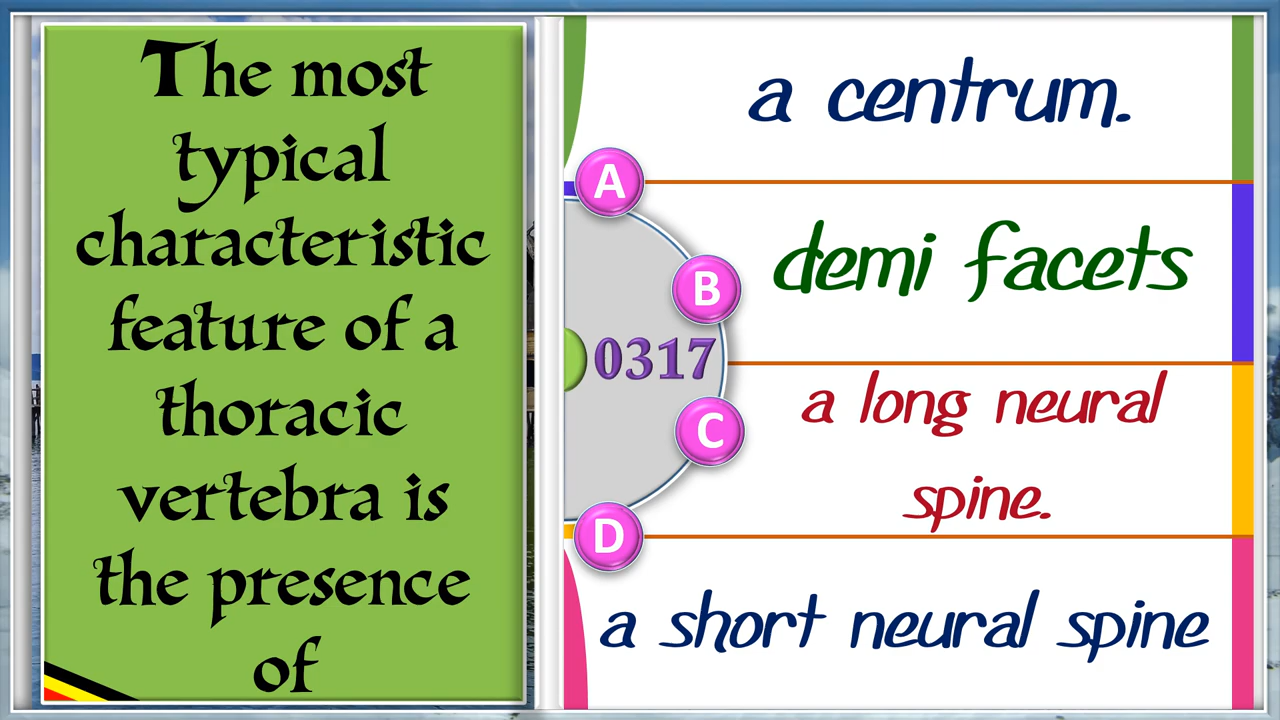 The most
typical
characteristic
feature of a
thoracic
vertebra is
the presence
of
0317
A
a centrum.
B
demi facets
C
a long neural
spine.
D
a short neural spine